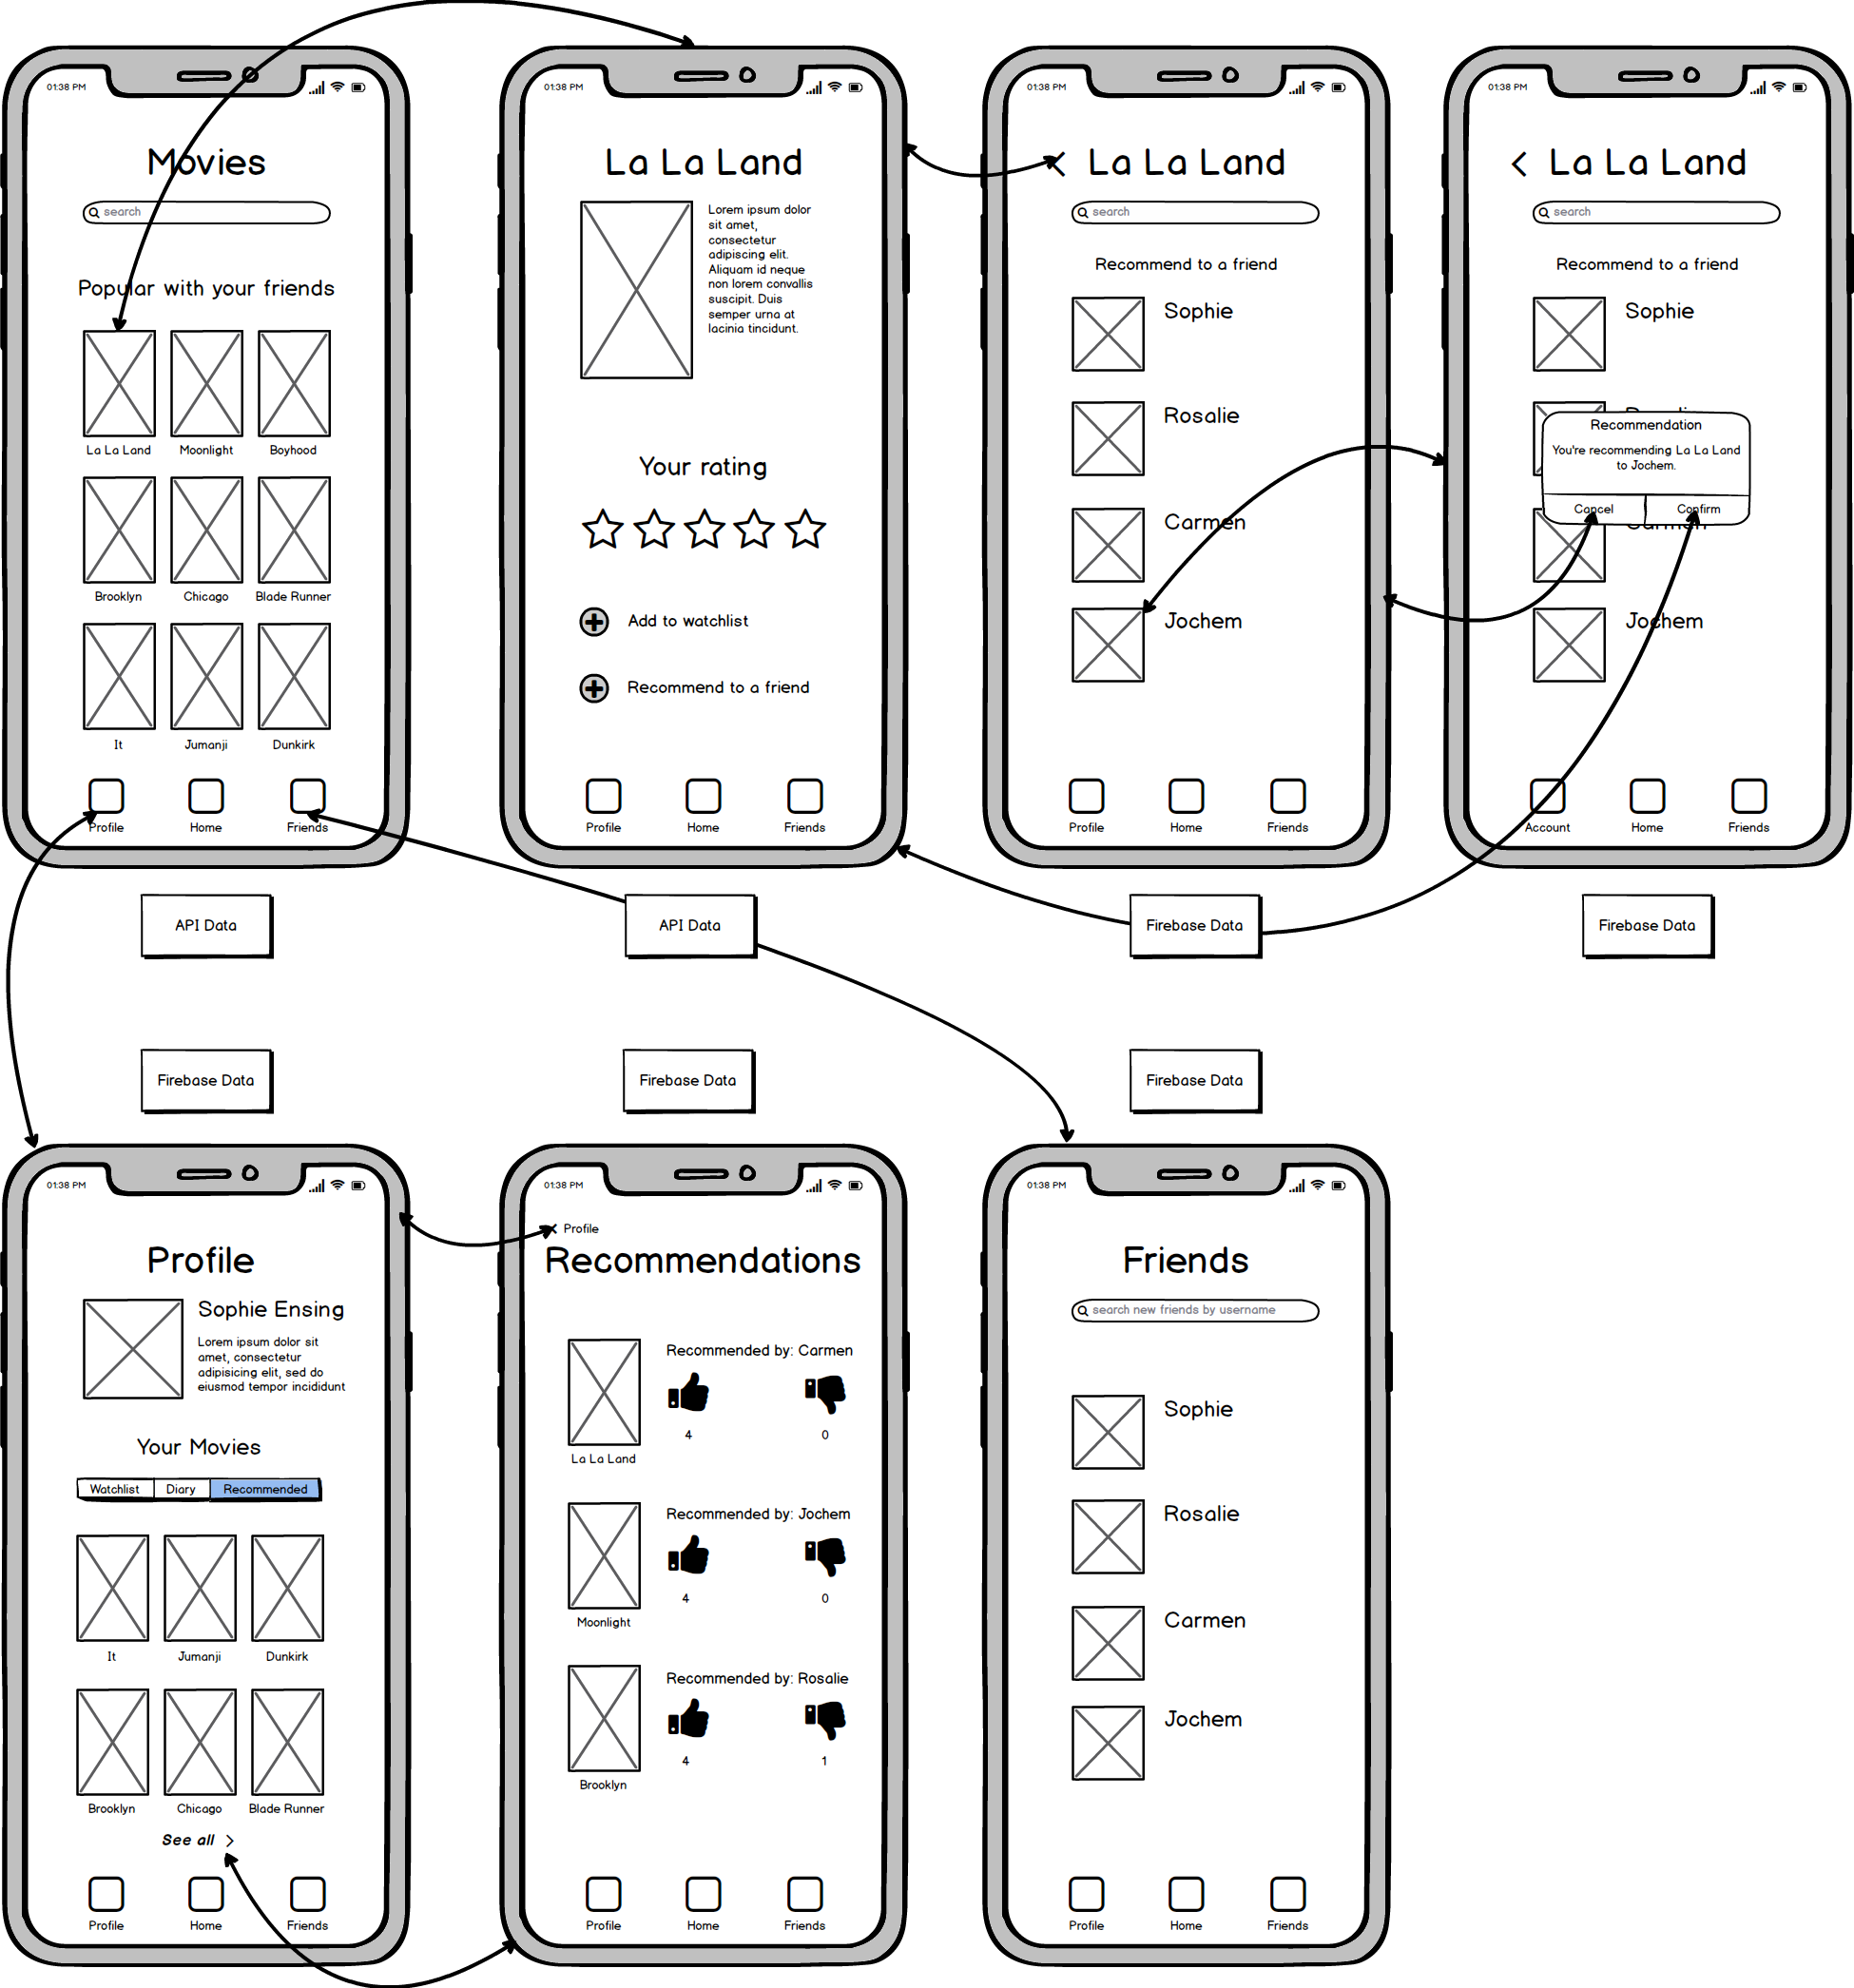 01:38 PM
Movies
search
Popular with your friends
La La Land
Moonlight
Boyhood
Brooklyn
Chicago
Blade Runner
It
Jumanji
Dunkirk
Profile
Home
Friends
API Data
01:38 PM
La La Land
Lorem ipsum dolor
sit amet,
consectetur
adipiscing elit.
Aliquam id neque
non lorem convallis
suscipit. Duis
semper urna at
lacinia tincidunt.
Your rating
Add to watchlist
Recommend to a friend
Profile
Home
Friends
API Data
01:38 PM
La La Land
search
Recommend to a friend
Sophie
Rosalie
Carmen
Jochem
Profile
Home
Friends
Firebase Data
01:38 PM
La La Land
search
Recommend to a friend
Sophie
Recommendation
You're recommending La La Land
to Jochem.
Cancel
Confirm
Jochem
Account
Home
Friends
Firebase Data
Firebase Data
01:38 PM
Profile
Sophie Ensing
Lorem ipsum dolor sit
amet, consectetur
adipisicing elit, sed do
eiusmod tempor incididunt
Your Movies
Watchlist
Diary
Recommended
It
Jumanji
Dunkirk
Brooklyn
Chicago
Blade Runner
See all
Profile
Home
Friends
Firebase Data
01:38 PM
Profile
Recommendations
Recommended by: Carmen
4
0
La La Land
Recommended by: Jochem
4
0
Moonlight
Recommended by: Rosalie
4
1
Brooklyn
Profile
Home
Friends
Firebase Data
01:38 PM
Friends
search new friends by username
Sophie
Rosalie
Carmen
Jochem
Profile
Home
Friends